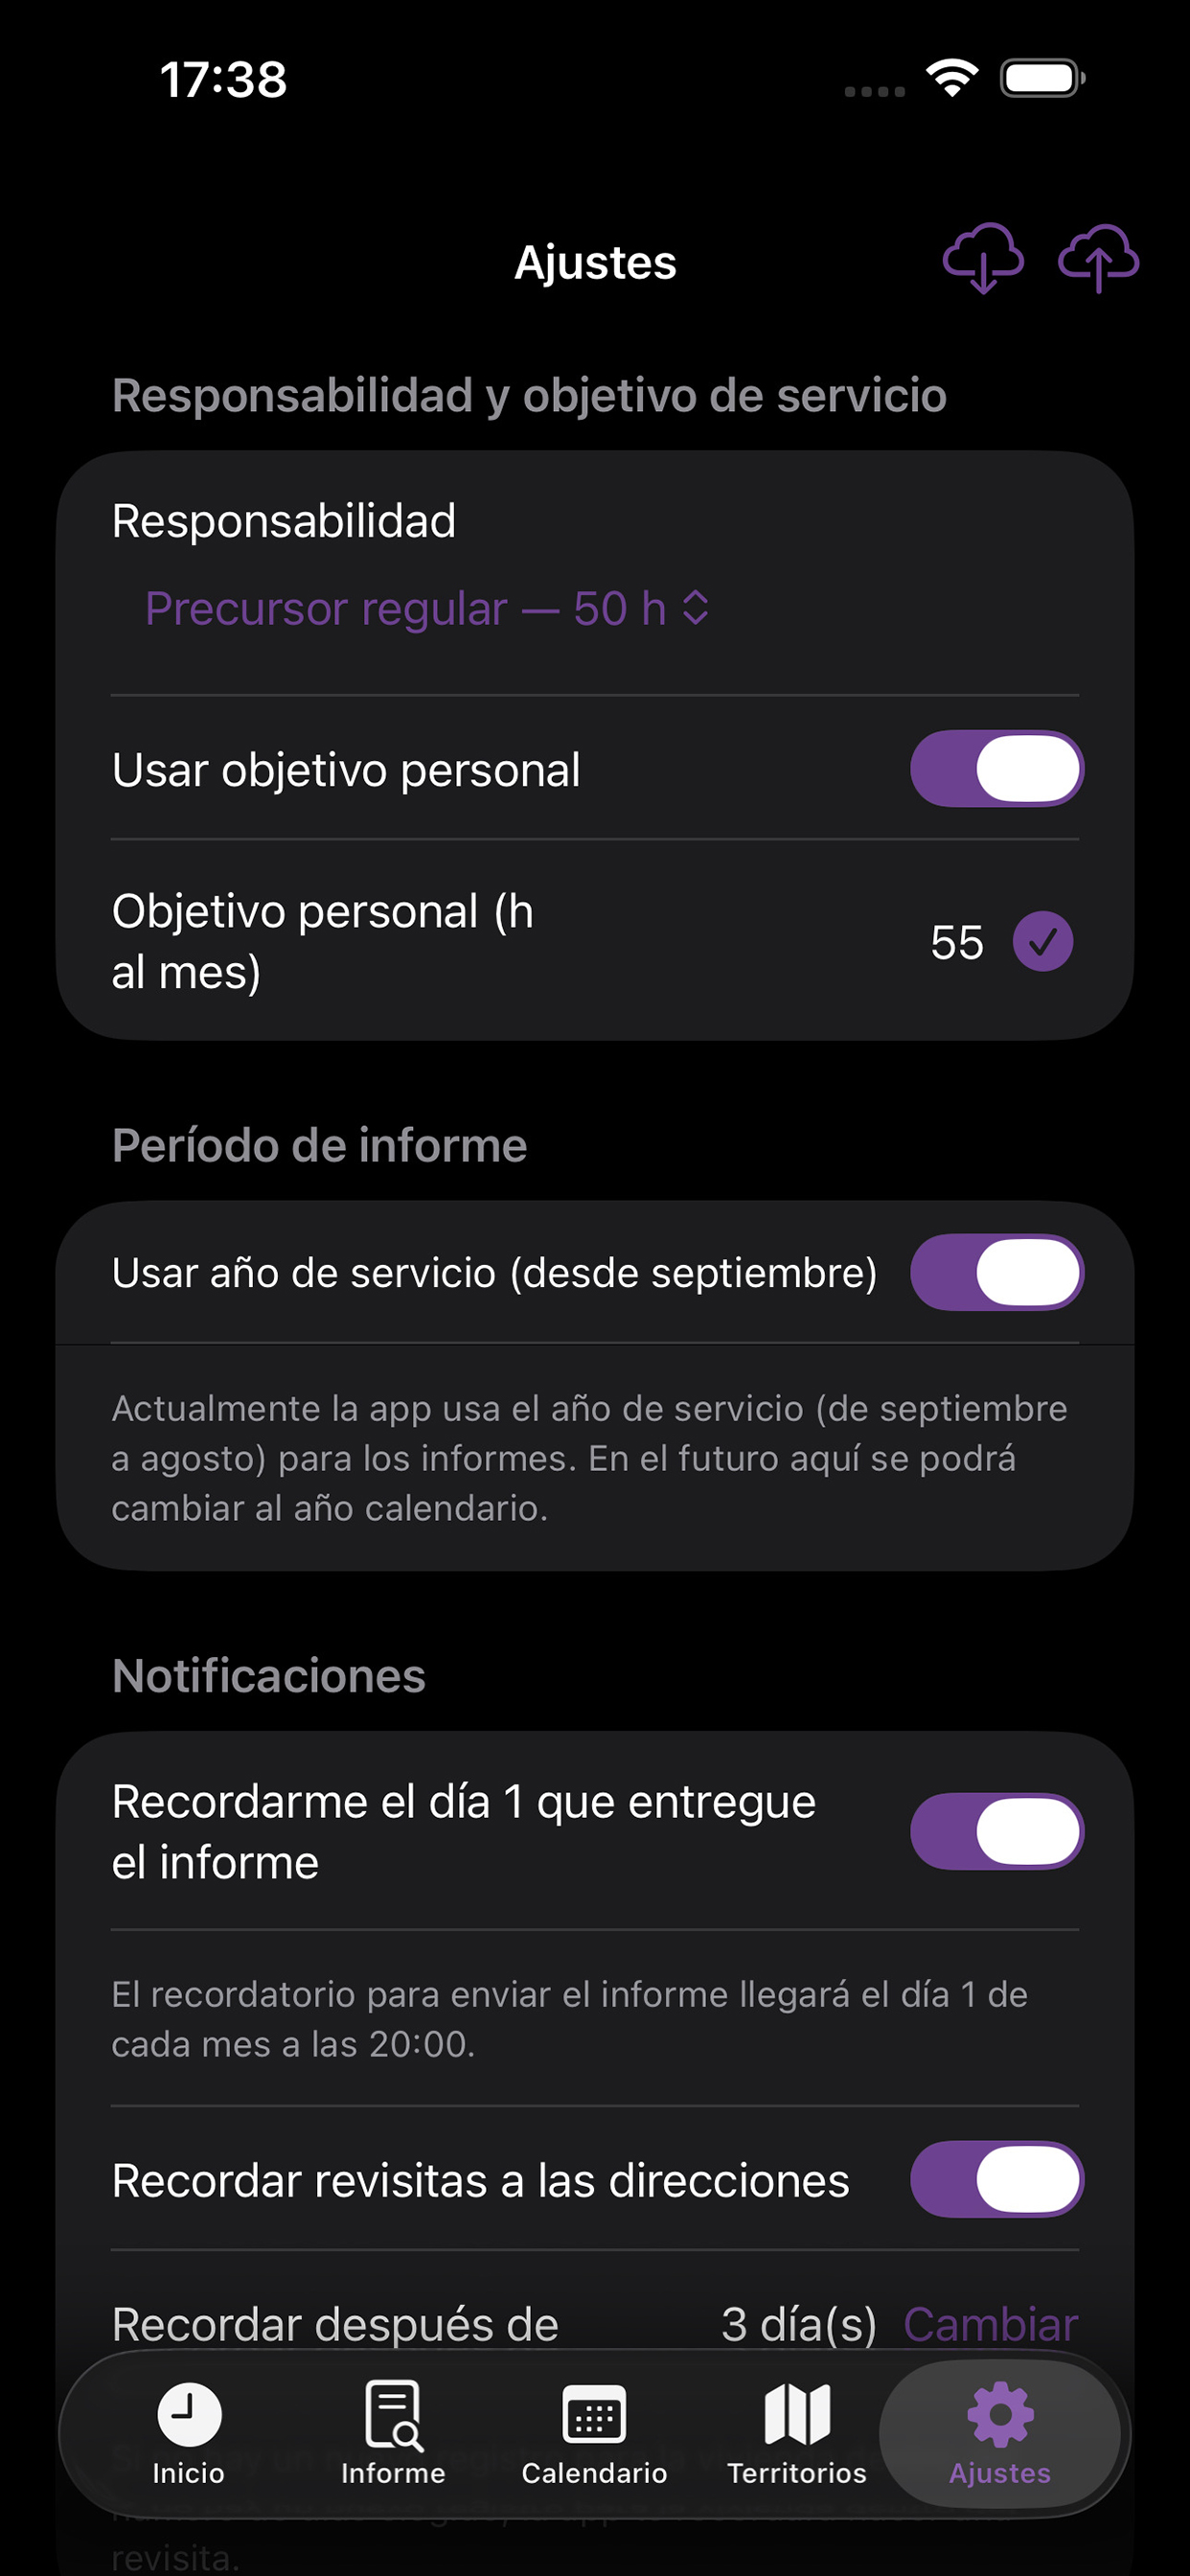 17:38
Ajustes
Responsabilidad y objetivo de servicio
Responsabilidad
Precursor regular — 50 h
Usar objetivo personal
Objetivo personal (h
al mes)
55
Período de informe
Usar año de servicio (desde septiembre)
Actualmente la app usa el año de servicio (de septiembre
a agosto) para los informes. En el futuro aquí se podrá
cambiar al año calendario.
Notificaciones
Recordarme el día 1 que entregue
el informe
El recordatorio para enviar el informe llegará el día 1 de
cada mes a las 20:00.
Recordar revisitas a las direcciones
Recordar después de 3 día(s) Cambiar
Inicio Informe Calendario Territorios Ajustes
revisita.